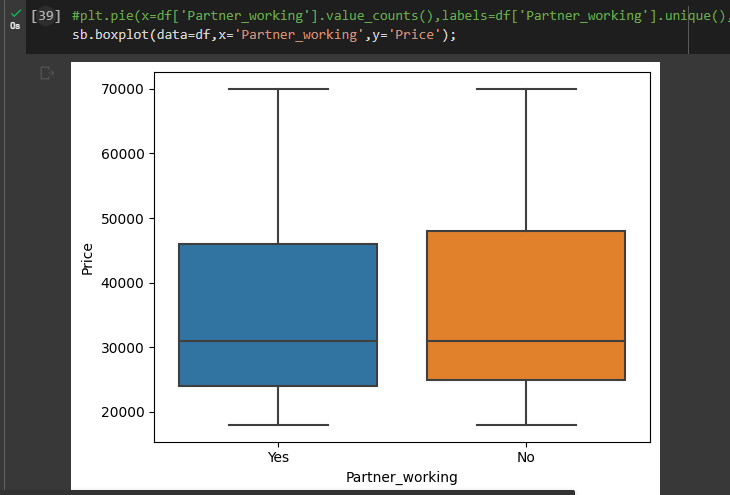 [39] #plt.pie(x=df['Partner_working'].value_counts(),labels=df['Partner_working'].unique(),
0s sb.boxplot(data=df,x='Partner_working',y='Price');
70000
60000
50000
40000
30000
20000
Price
Yes No
Partner_working